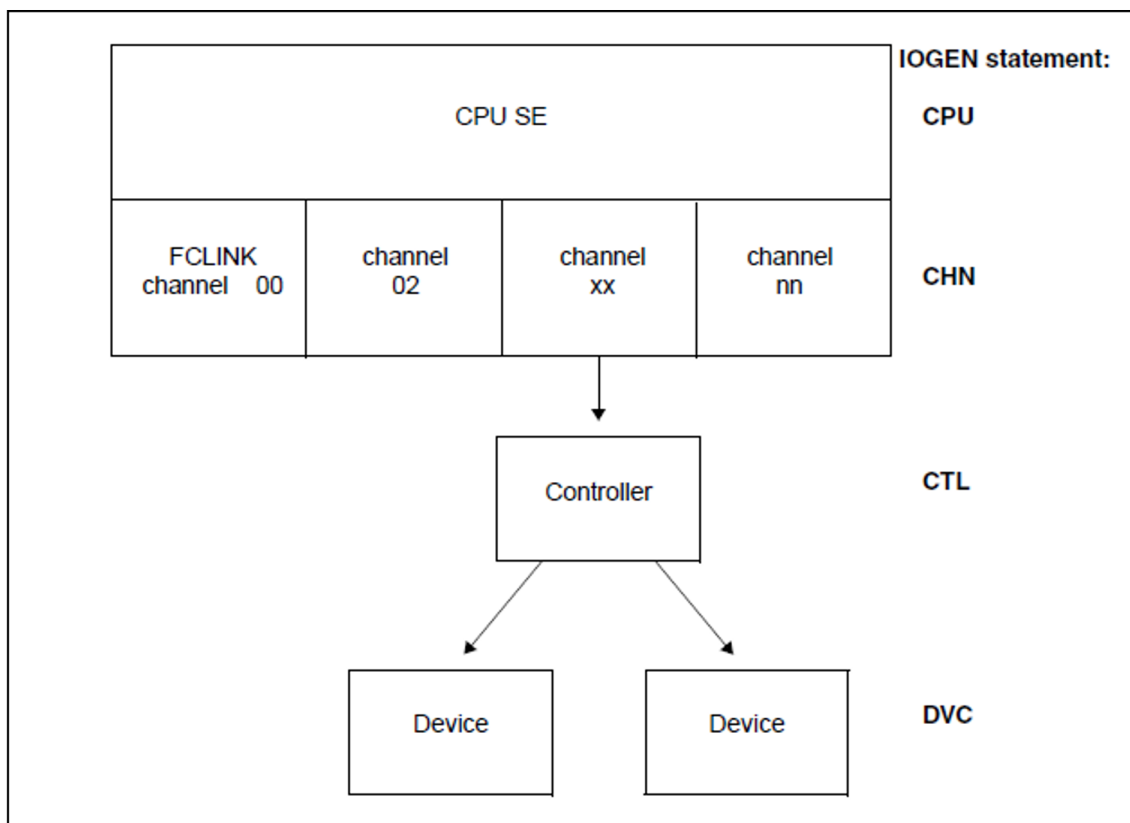 IOGEN statement:
CPU SE
CPU
FCLINK
channel 00
channel
02
channel
xx
channel
nn
CHN
Controller
CTL
Device
Device
DVC